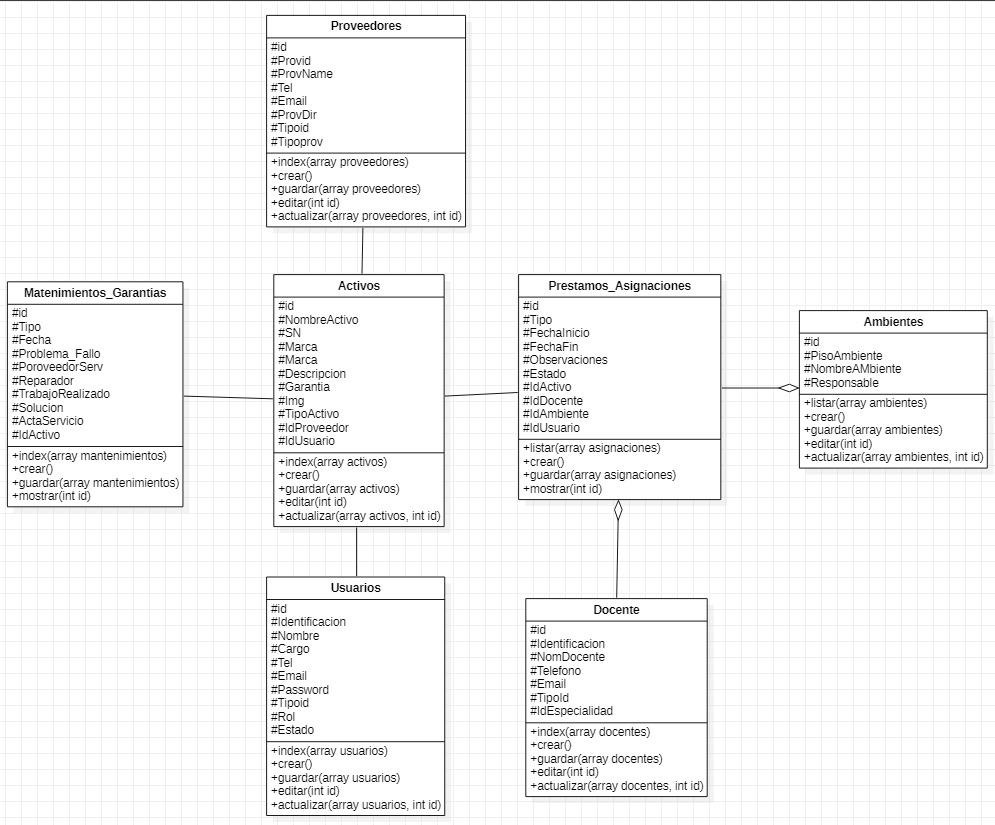 Proveedores
#id
#Provid
#ProvName
#Tel
#Email
#ProvDir
#Tipoid
#Tipoprov
+index(array proveedores)
+crear()
+guardar(array proveedores)
+editar(int id)
+actualizar(array proveedores, int id)
Matenimientos_Garantias
#id
#Tipo
#Fecha
#Problema_Fallo
#PoroveedorServ
#Reparador
#TrabajoRealizado
#Solucion
#ActaServicio
#IdActivo
+index(array mantenimientos)
+crear()
+guardar(array mantenimientos)
+mostrar(int id)
Activos
#id
#NombreActivo
#SN
#Marca
#Marca
#Descripcion
#Garantia
#Img
#TipoActivo
#IdProveedor
#IdUsuario
+index(array activos)
+crear()
+guardar(array activos)
+editar(int id)
+actualizar(array activos, int id)
Prestamos_Asignaciones
#id
#Tipo
#FechaInicio
#FechaFin
#Observaciones
#Estado
#IdActivo
#IdDocente
#IdAmbiente
#IdUsuario
+listar(array asignaciones)
+crear()
+guardar(array asignaciones)
+mostrar(int id)
Ambientes
#id
#PisoAmbiente
#NombreAMbiente
#Responsable
+listar(array ambientes)
+crear()
+guardar(array ambientes)
+editar(int id)
+actualizar(array ambientes, int id)
Usuarios
#id
#Identificacion
#Nombre
#Cargo
#Tel
#Email
#Password
#Tipoid
#Rol
#Estado
+index(array usuarios)
+crear()
+guardar(array usuarios)
+editar(int id)
+actualizar(array usuarios, int id)
Docente
#id
#Identificacion
#NomDocente
#Telefono
#Email
#TipoId
#IdEspecialidad
+index(array docentes)
+crear()
+guardar(array docentes)
+editar(int id)
+actualizar(array docentes, int id)